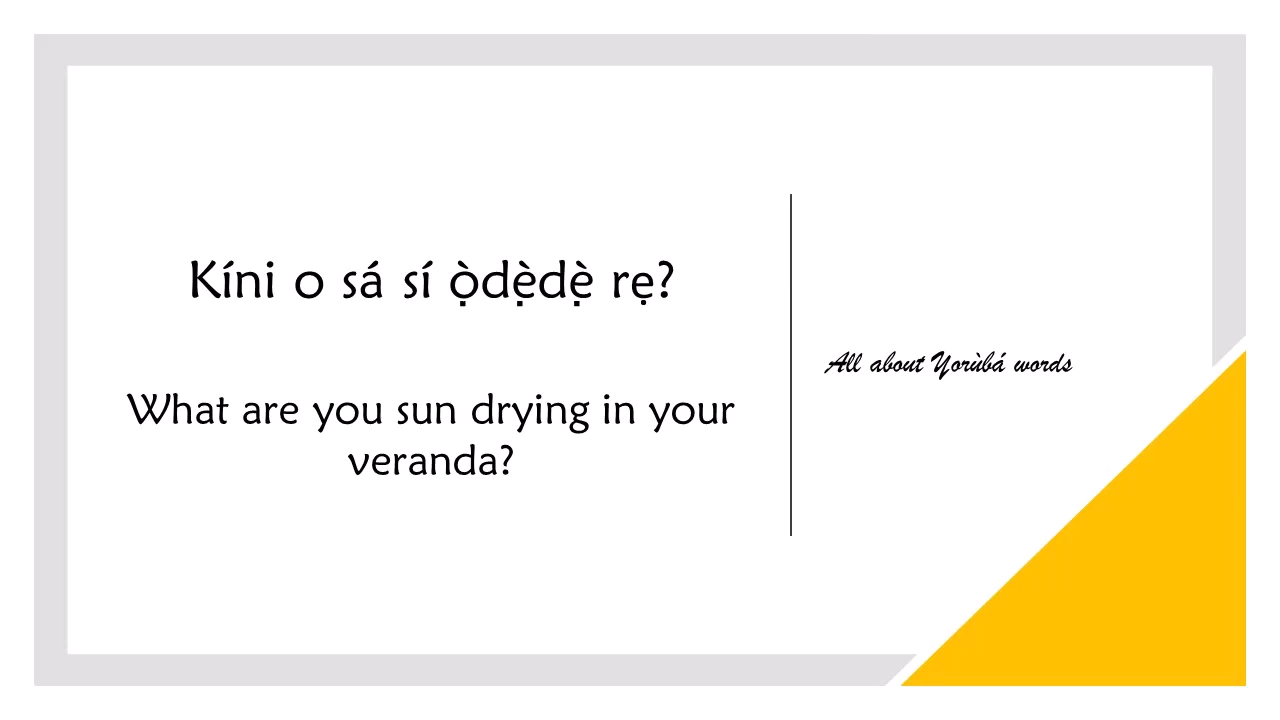 Kíni o sá sí ọ̀dẹ̀dẹ̀ rẹ?
What are you sun drying in your
veranda?
All about Yorùbá words